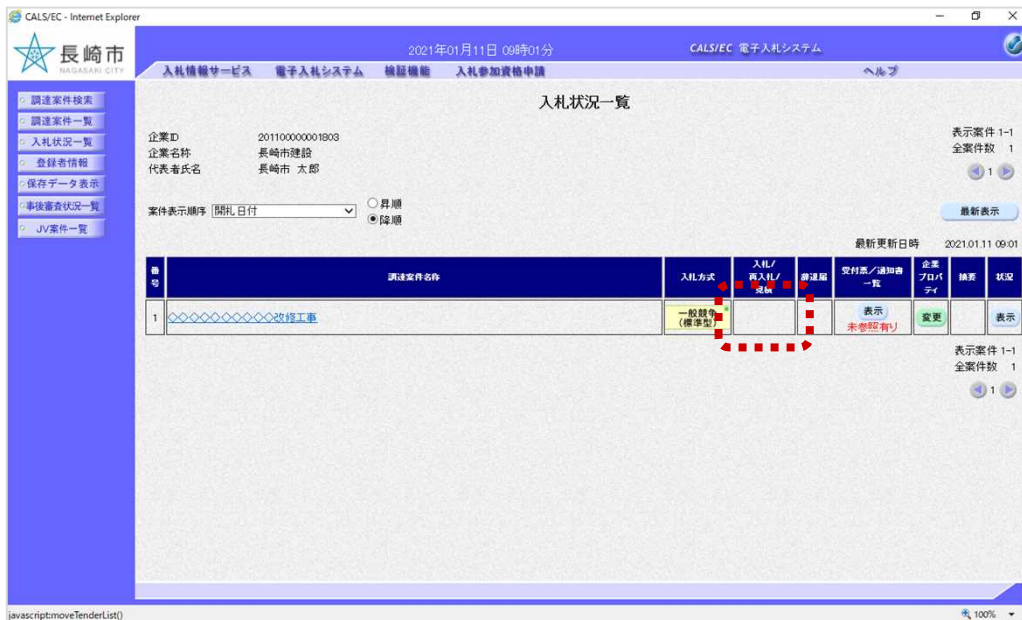 CALS/EC - Internet Explorer
長崎市
NAGASAKI CITY
2021年01月11日 09時01分
CALS/EC 電子入札システム
入札情報サービス 電子入札システム 検証機能 入札参加資格申請 ヘルプ
調達案件検索
調達案件一覧
入札状況一覧
登録者情報
保存データ表示
事後審査状況一覧
JV案件一覧
入札状況一覧
企業ID 201100000001803
企業名称 長崎市建設
代表者氏名 長崎市 太郎
表示案件 1-1
全案件数 1
1
案件表示順序 開札日付
昇順
降順
最新表示
最新更新日時 2021.01.11 09:01
番号 調達案件名称 入札方式 入札/再入札/見積 辞退届 受付票/通知書一覧 企業プロパティ 摘要 状況
1 ◇◇◇◇◇◇◇◇◇◇改修工事 一般競争(標準型) 表示 未参照有り 変更 表示
表示案件 1-1
全案件数 1
1
javascript:moveTenderList()
100%